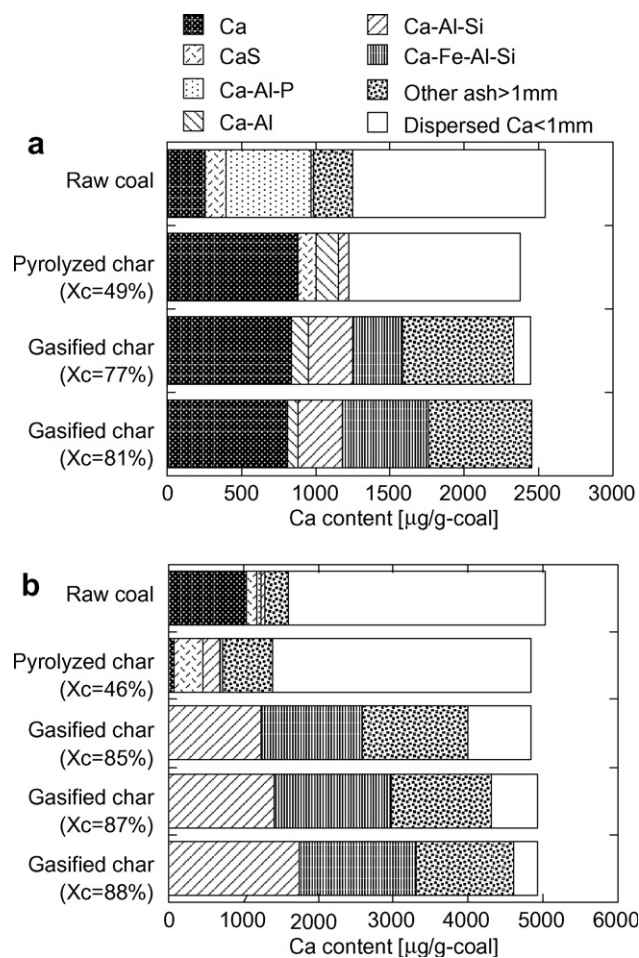 Ca
CaS
Ca-Al-P
Ca-Al
Ca-Al-Si
Ca-Fe-Al-Si
Other ash>1mm
Dispersed Ca<1mm
a
Raw coal
Pyrolyzed char
(Xc=49%)
Gasified char
(Xc=77%)
Gasified char
(Xc=81%)
0 500 1000 1500 2000 2500 3000
Ca content [μg/g-coal]
b
Raw coal
Pyrolyzed char
(Xc=46%)
Gasified char
(Xc=85%)
Gasified char
(Xc=87%)
Gasified char
(Xc=88%)
0 1000 2000 3000 4000 5000 6000
Ca content [μg/g-coal]